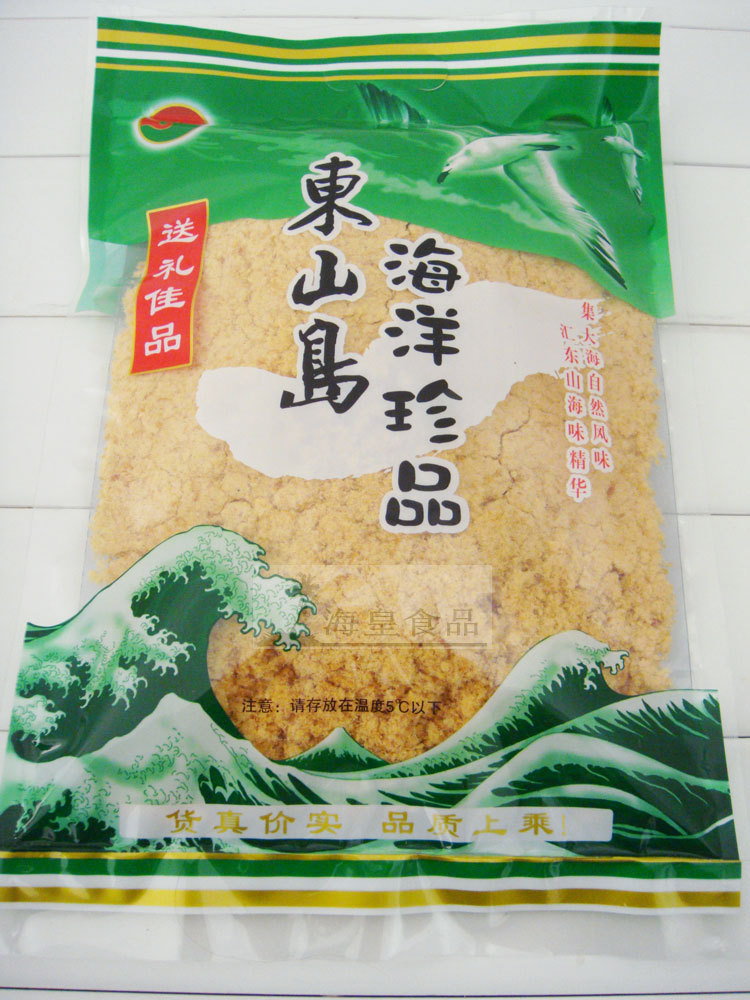 東山島
海洋珍品
送礼佳品
集大海自然风味
汇东山海味精华
海皇食品
注意：请存放在温度5℃以下
货真价实 品质上乘!